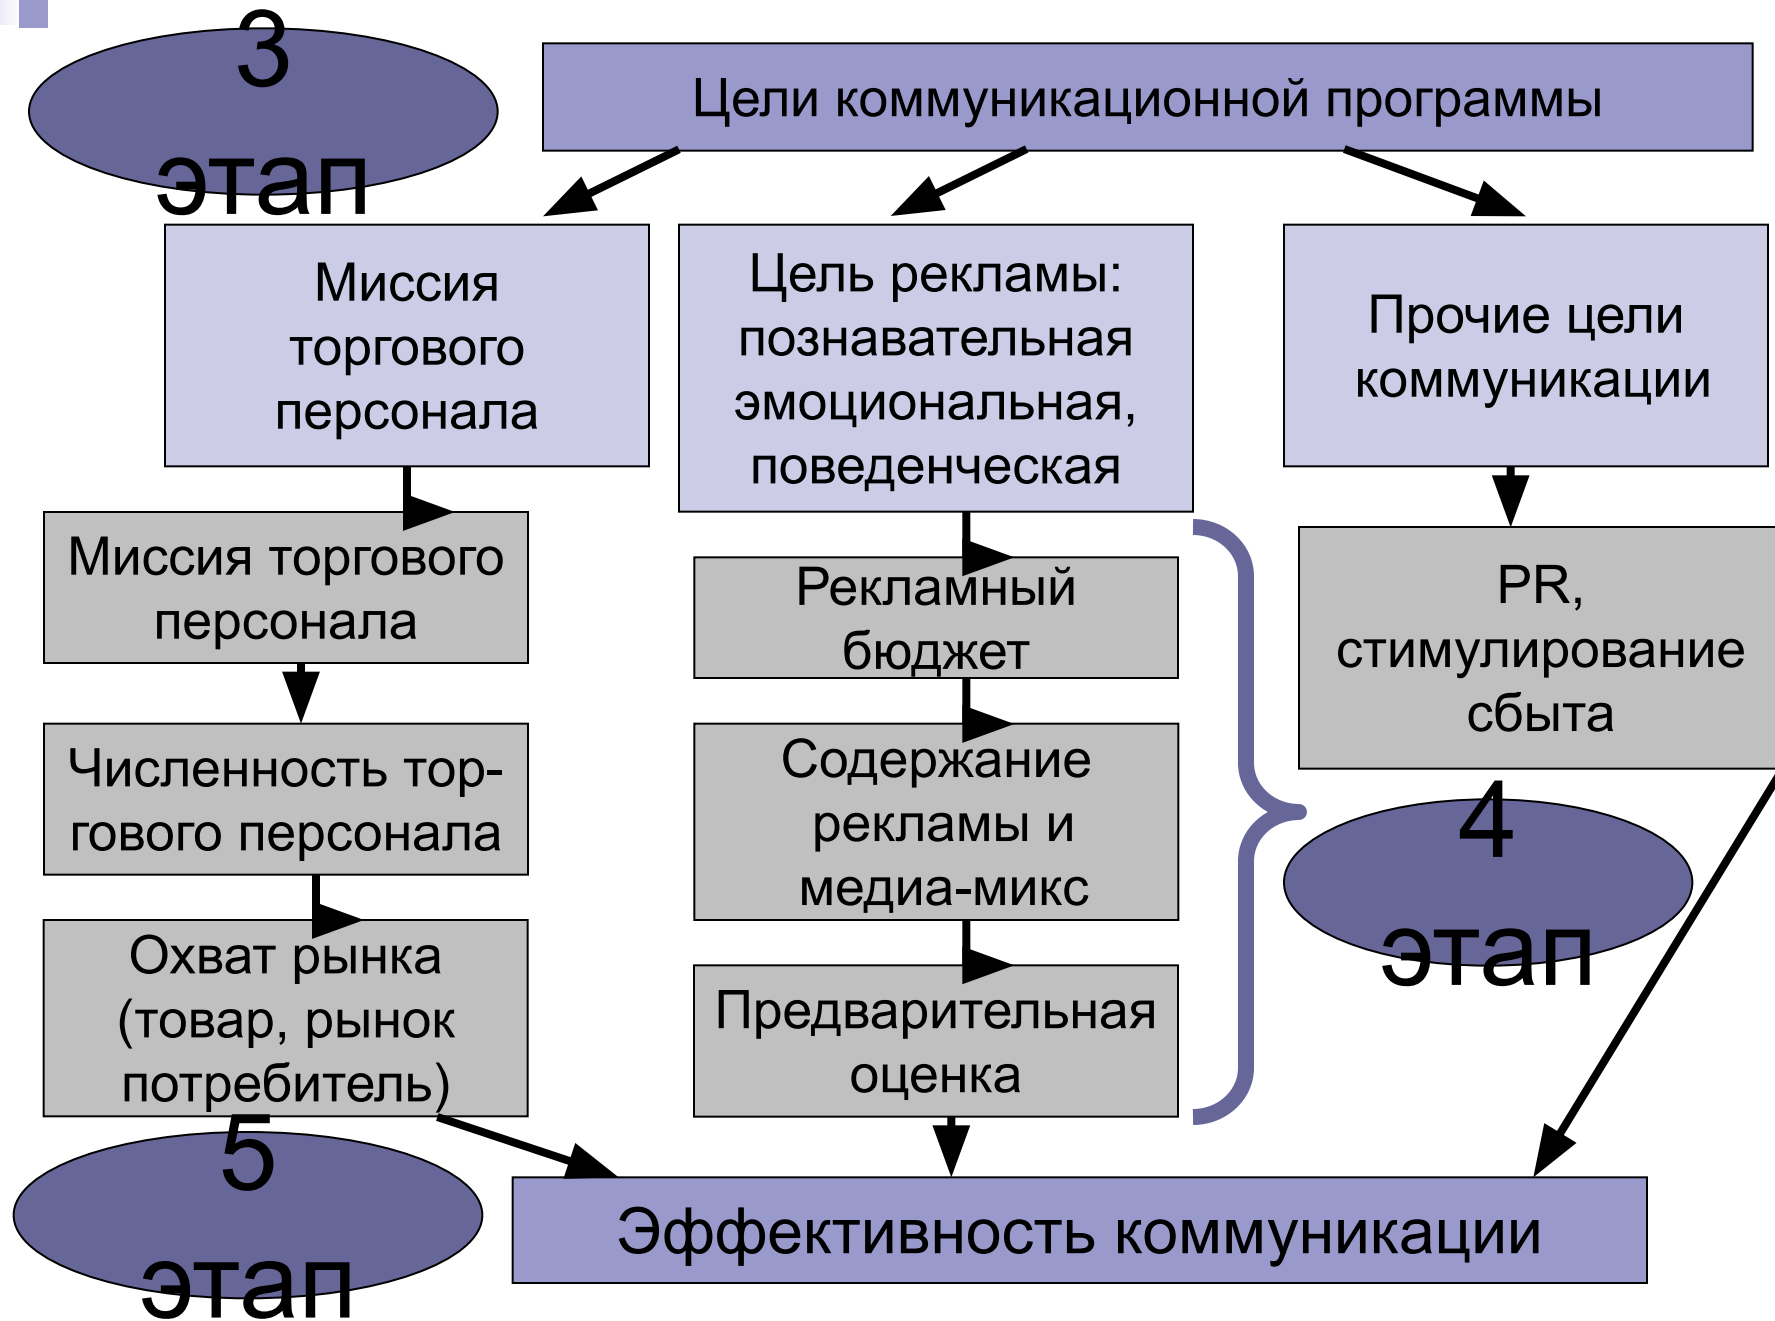 3
этап
Цели коммуникационной программы
Миссия
торгового
персонала
Цель рекламы:
познавательная
эмоциональная,
поведенческая
Прочие цели
коммуникации
Миссия торгового
персонала
Численность тор-
гового персонала
Охват рынка
(товар, рынок
потребитель)
Рекламный
бюджет
Содержание
рекламы и
медиа-микс
Предварительная
оценка
PR,
стимулирование
сбыта
4
этап
5
этап
Эффективность коммуникации